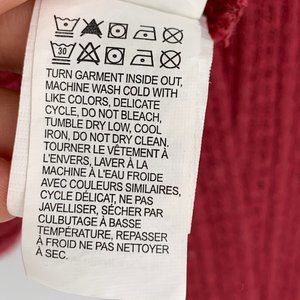 30
TURN GARMENT INSIDE OUT,
MACHINE WASH COLD WITH
LIKE COLORS, DELICATE
CYCLE, DO NOT BLEACH,
TUMBLE DRY LOW, COOL
IRON, DO NOT DRY CLEAN.
TOURNER LE VÊTEMENT À
L'ENVERS, LAVER À LA
MACHINE À L'EAU FROIDE
AVEC COULEURS SIMILAIRES,
CYCLE DÉLICAT, NE PAS
JAVELLISER, SÉCHER PAR
CULBUTAGE À BASSE
TEMPÉRATURE, REPASSER
À FROID NE PAS NETTOYER
À SEC.